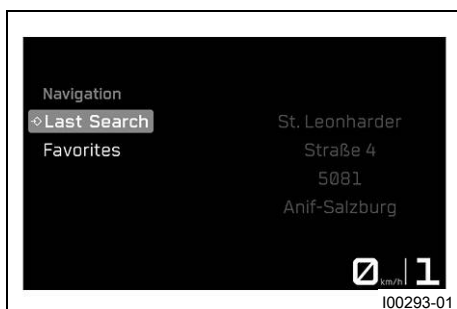 Navigation
Last Search
Favorites
St. Leonharder
Straße 4
5081
Anif-Salzburg
0 km/h 1
I00293-01